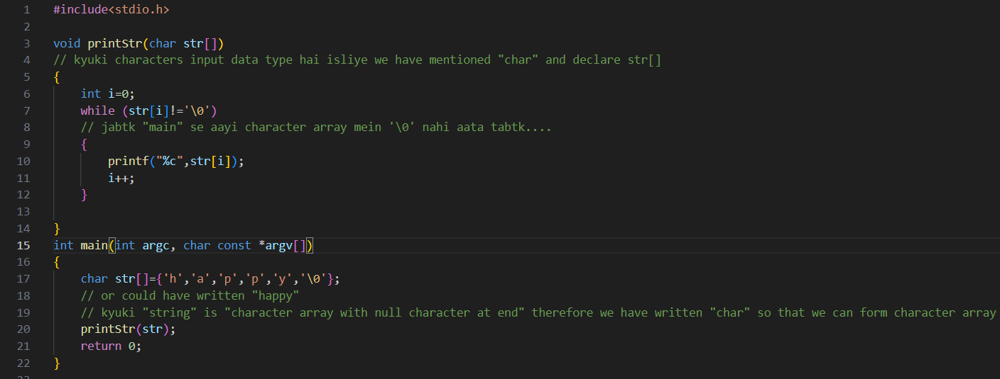 1 #include<stdio.h>
2
3 void printStr(char str[])
4 // kyuki characters input data type hai isliye we have mentioned "char" and declare str[]
5 {
6     int i=0;
7     while (str[i]!='\0')
8     // jabtk "main" se aayi character array mein '\0' nahi aata tabtk....
9     {
10         printf("%c",str[i]);
11         i++;
12     }
13
14 }
15 int main(int argc, char const *argv[])
16 {
17     char str[]={'h','a','p','p','y','\0'};
18     // or could have written "happy"
19     // kyuki "string" is "character array with null character at end" therefore we have written "char" so that we can form character array
20     printStr(str);
21     return 0;
22 }
23